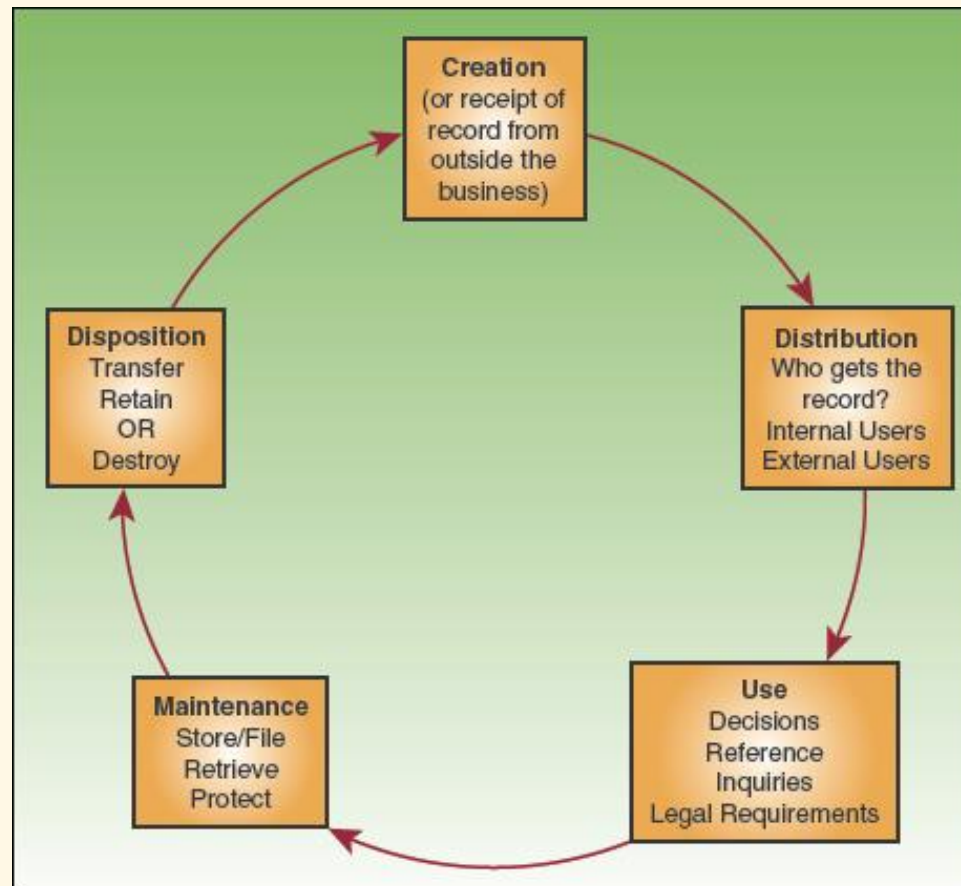 Creation
(or receipt of
record from
outside the
business)
Distribution
Who gets the
record?
Internal Users
External Users
Use
Decisions
Reference
Inquiries
Legal Requirements
Maintenance
Store/File
Retrieve
Protect
Disposition
Transfer
Retain
OR
Destroy